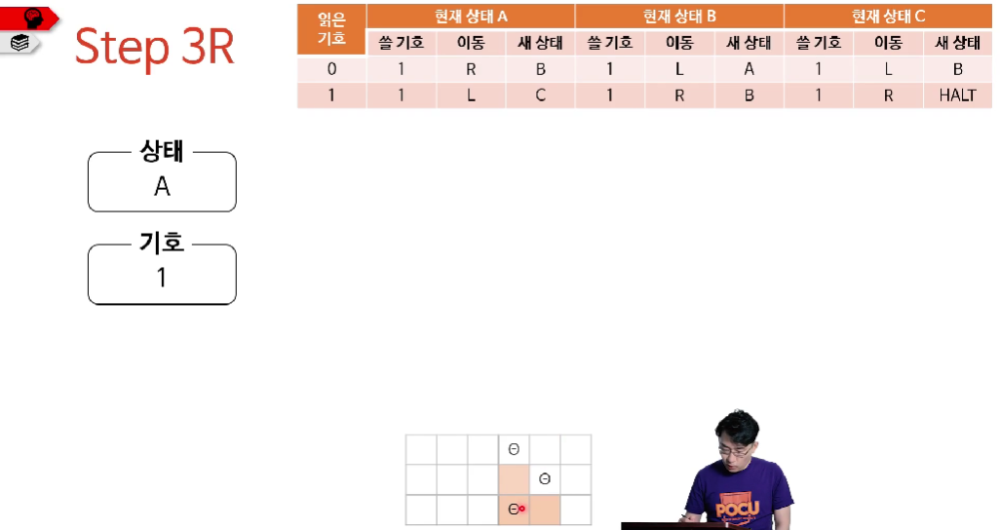 Step 3R
읽은 기호 현재 상태 A 현재 상태 B 현재 상태 C
쓸 기호 이동 새 상태 쓸 기호 이동 새 상태 쓸 기호 이동 새 상태
0 1 R B 1 L A 1 L B
1 1 L C 1 R B 1 R HALT
상태
A
기호
1
POCU